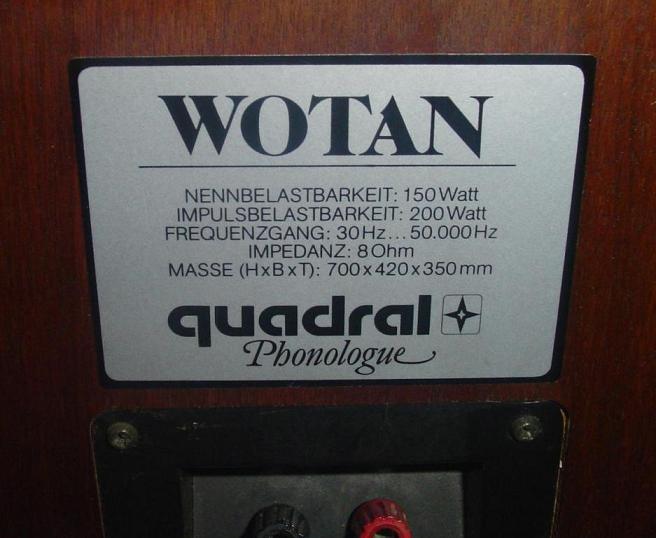 WOTAN
NENNBELASTBARKEIT: 150 Watt
IMPULSBELASTBARKEIT: 200 Watt
FREQUENZGANG: 30 Hz...50.000 Hz
IMPEDANZ: 8 Ohm
MASSE (HxBxT): 700 x 420 x 350 mm
quadral
Phonologue